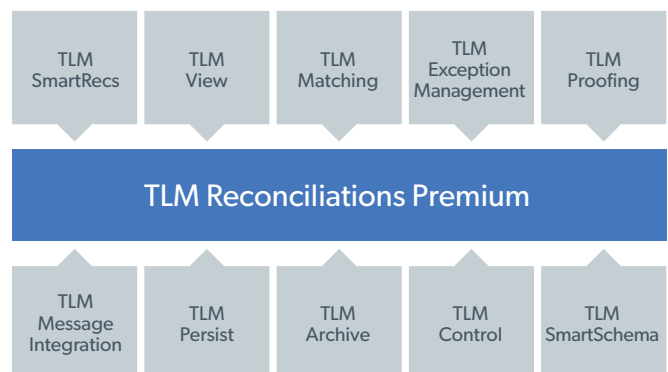 TLM
SmartRecs
TLM
View
TLM
Matching
TLM
Exception
Management
TLM
Proofing
TLM Reconciliations Premium
TLM
Message
Integration
TLM
Persist
TLM
Archive
TLM
Control
TLM
SmartSchema